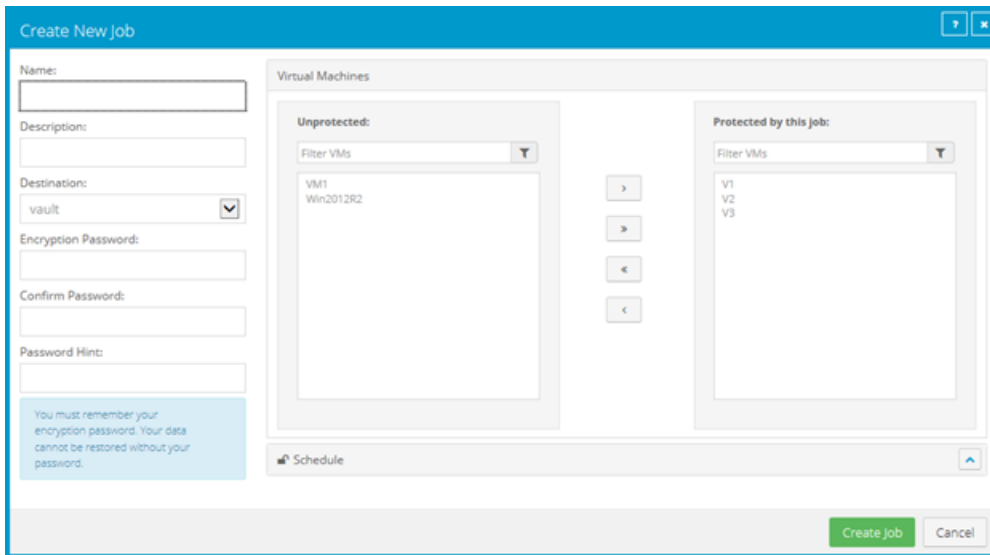 Create New Job
?
×
Name:
Description:
Destination:
vault
Encryption Password:
Confirm Password:
Password Hint:
You must remember your
encryption password. Your data
cannot be restored without your
password.
Virtual Machines
Unprotected:
Filter VMs
VM1
Win2012R2
›
»
«
‹
Protected by this job:
Filter VMs
V1
V2
V3
Schedule
Create Job
Cancel